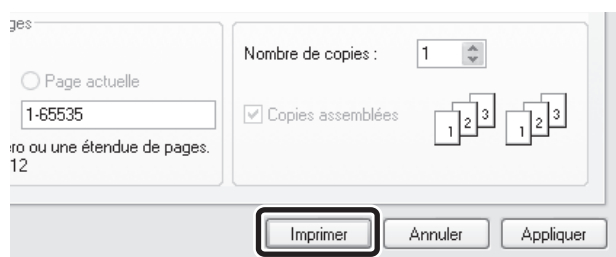 ges
Nombre de copies : 1
Page actuelle
1-65535
Copies assemblées
1 2 3 1 2 3
ro ou une étendue de pages.
12
Imprimer Annuler Appliquer